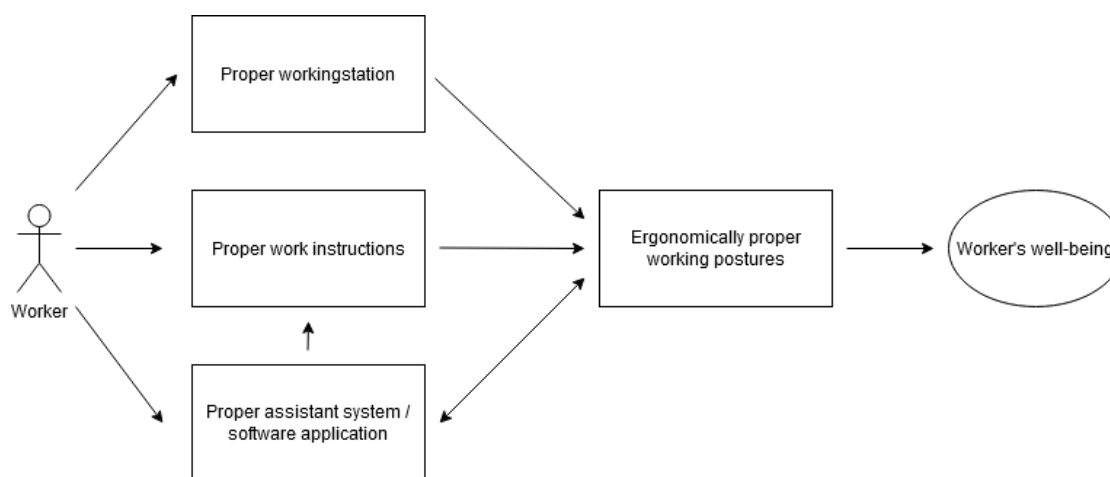 Proper workingstation
Proper work instructions
Ergonomically proper
working postures
Worker's well-being
Worker
Proper assistant system /
software application